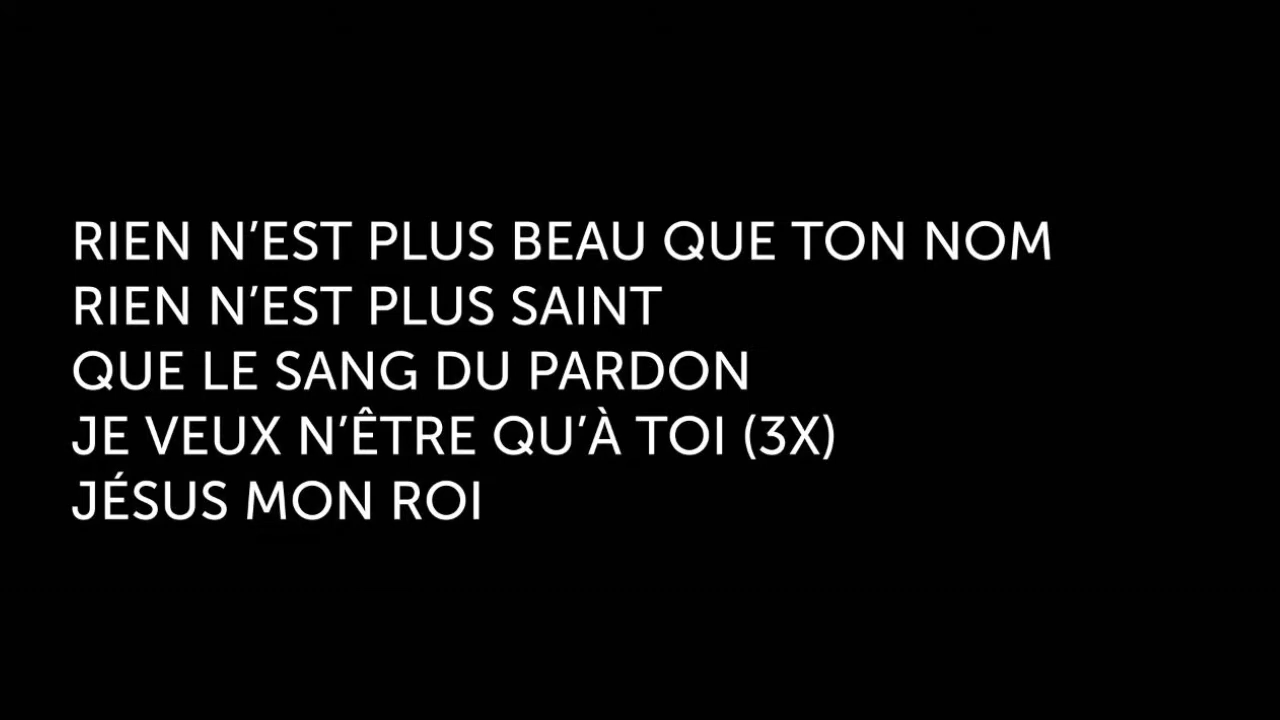 RIEN N’EST PLUS BEAU QUE TON NOM
RIEN N’EST PLUS SAINT
QUE LE SANG DU PARDON
JE VEUX N’ÊTRE QU’À TOI (3X)
JÉSUS MON ROI